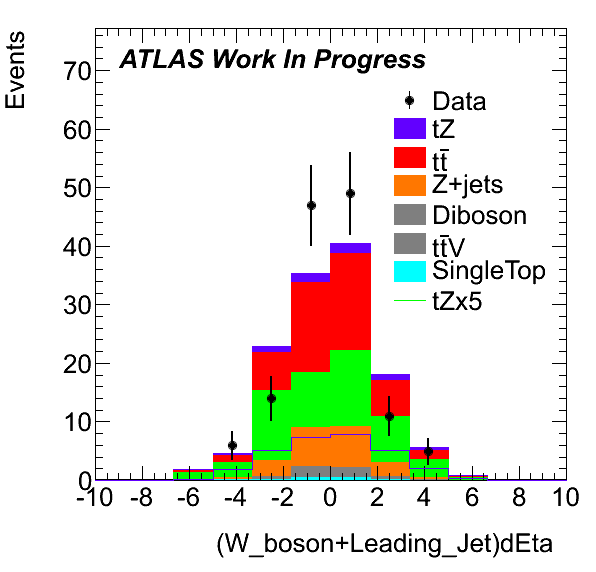 ATLAS Work In Progress
Events
Data
tZ
tt̄
Z+jets
Diboson
tt̄V
SingleTop
tZx5
70
60
50
40
30
20
10
0
-10 -8 -6 -4 -2 0 2 4 6 8 10
(W_boson+Leading_Jet)dEta